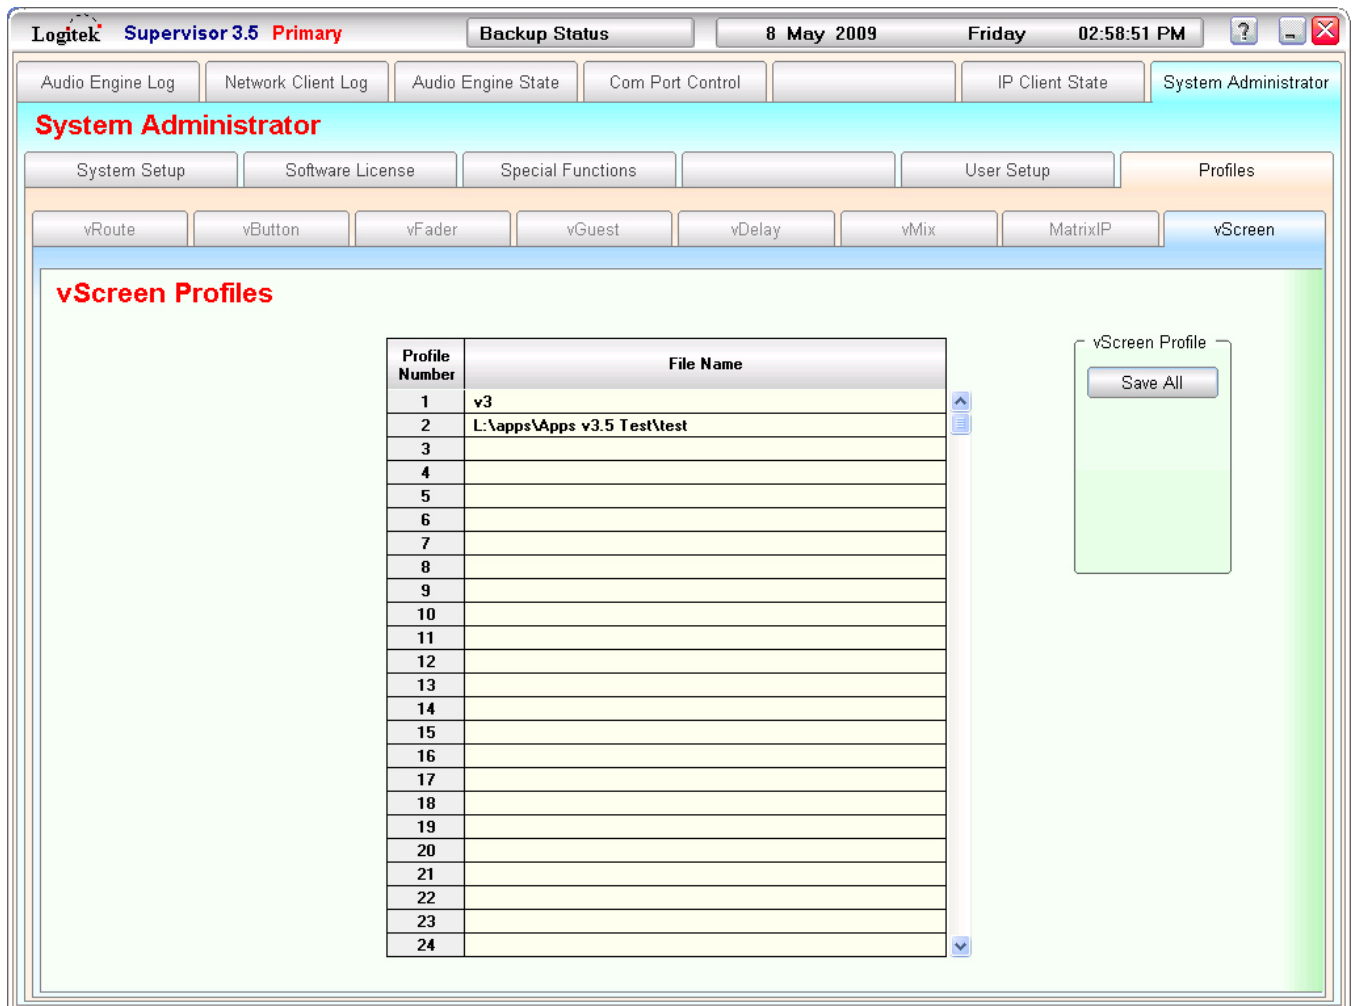 Logitek Supervisor 3.5 Primary Backup Status 8 May 2009 Friday 02:58:51 PM ?
Audio Engine Log Network Client Log Audio Engine State Com Port Control IP Client State System Administrator
System Administrator
System Setup Software License Special Functions User Setup Profiles
vRoute vButton vFader vGuest vDelay vMix MatrixIP vScreen
vScreen Profiles
Profile Number File Name
vScreen Profile
Save All
1 v3
2 L:\apps\Apps v3.5 Test\test
3
4
5
6
7
8
9
10
11
12
13
14
15
16
17
18
19
20
21
22
23
24